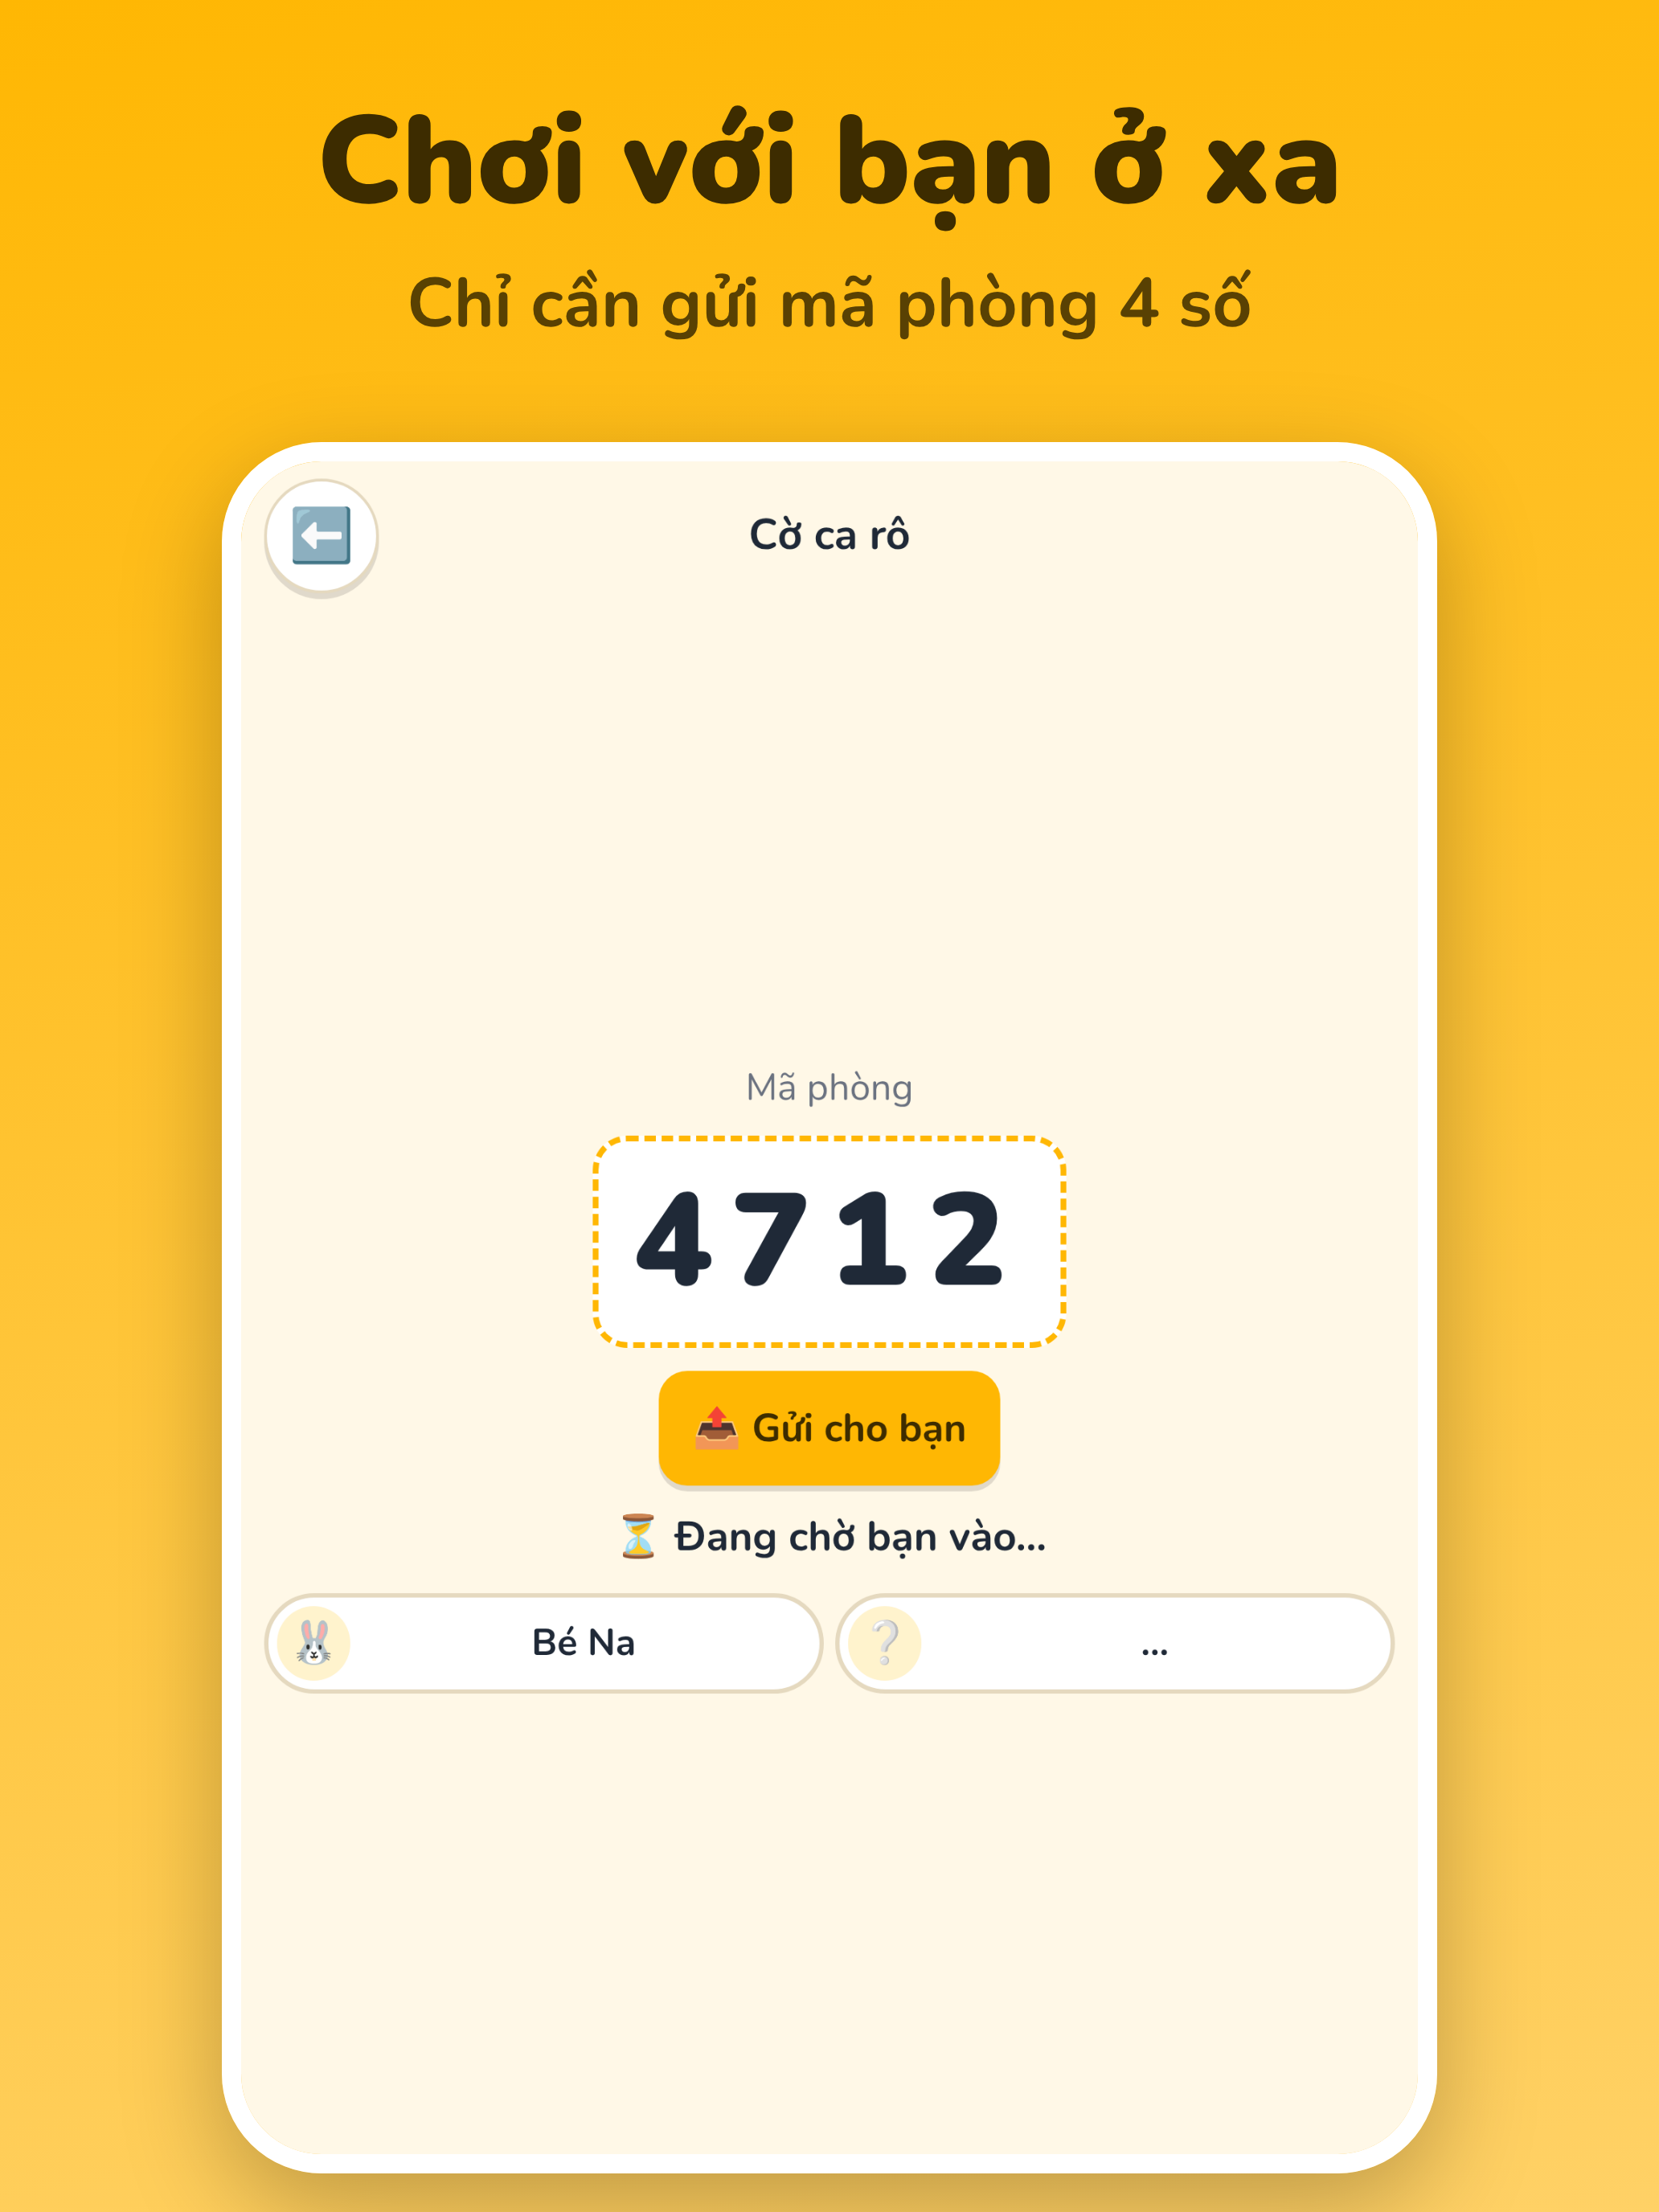 Chơi với bạn ở xa
Chỉ cần gửi mã phòng 4 số
Cờ ca rô
Mã phòng
4712
Gửi cho bạn
Đang chờ bạn vào...
Bé Na
...